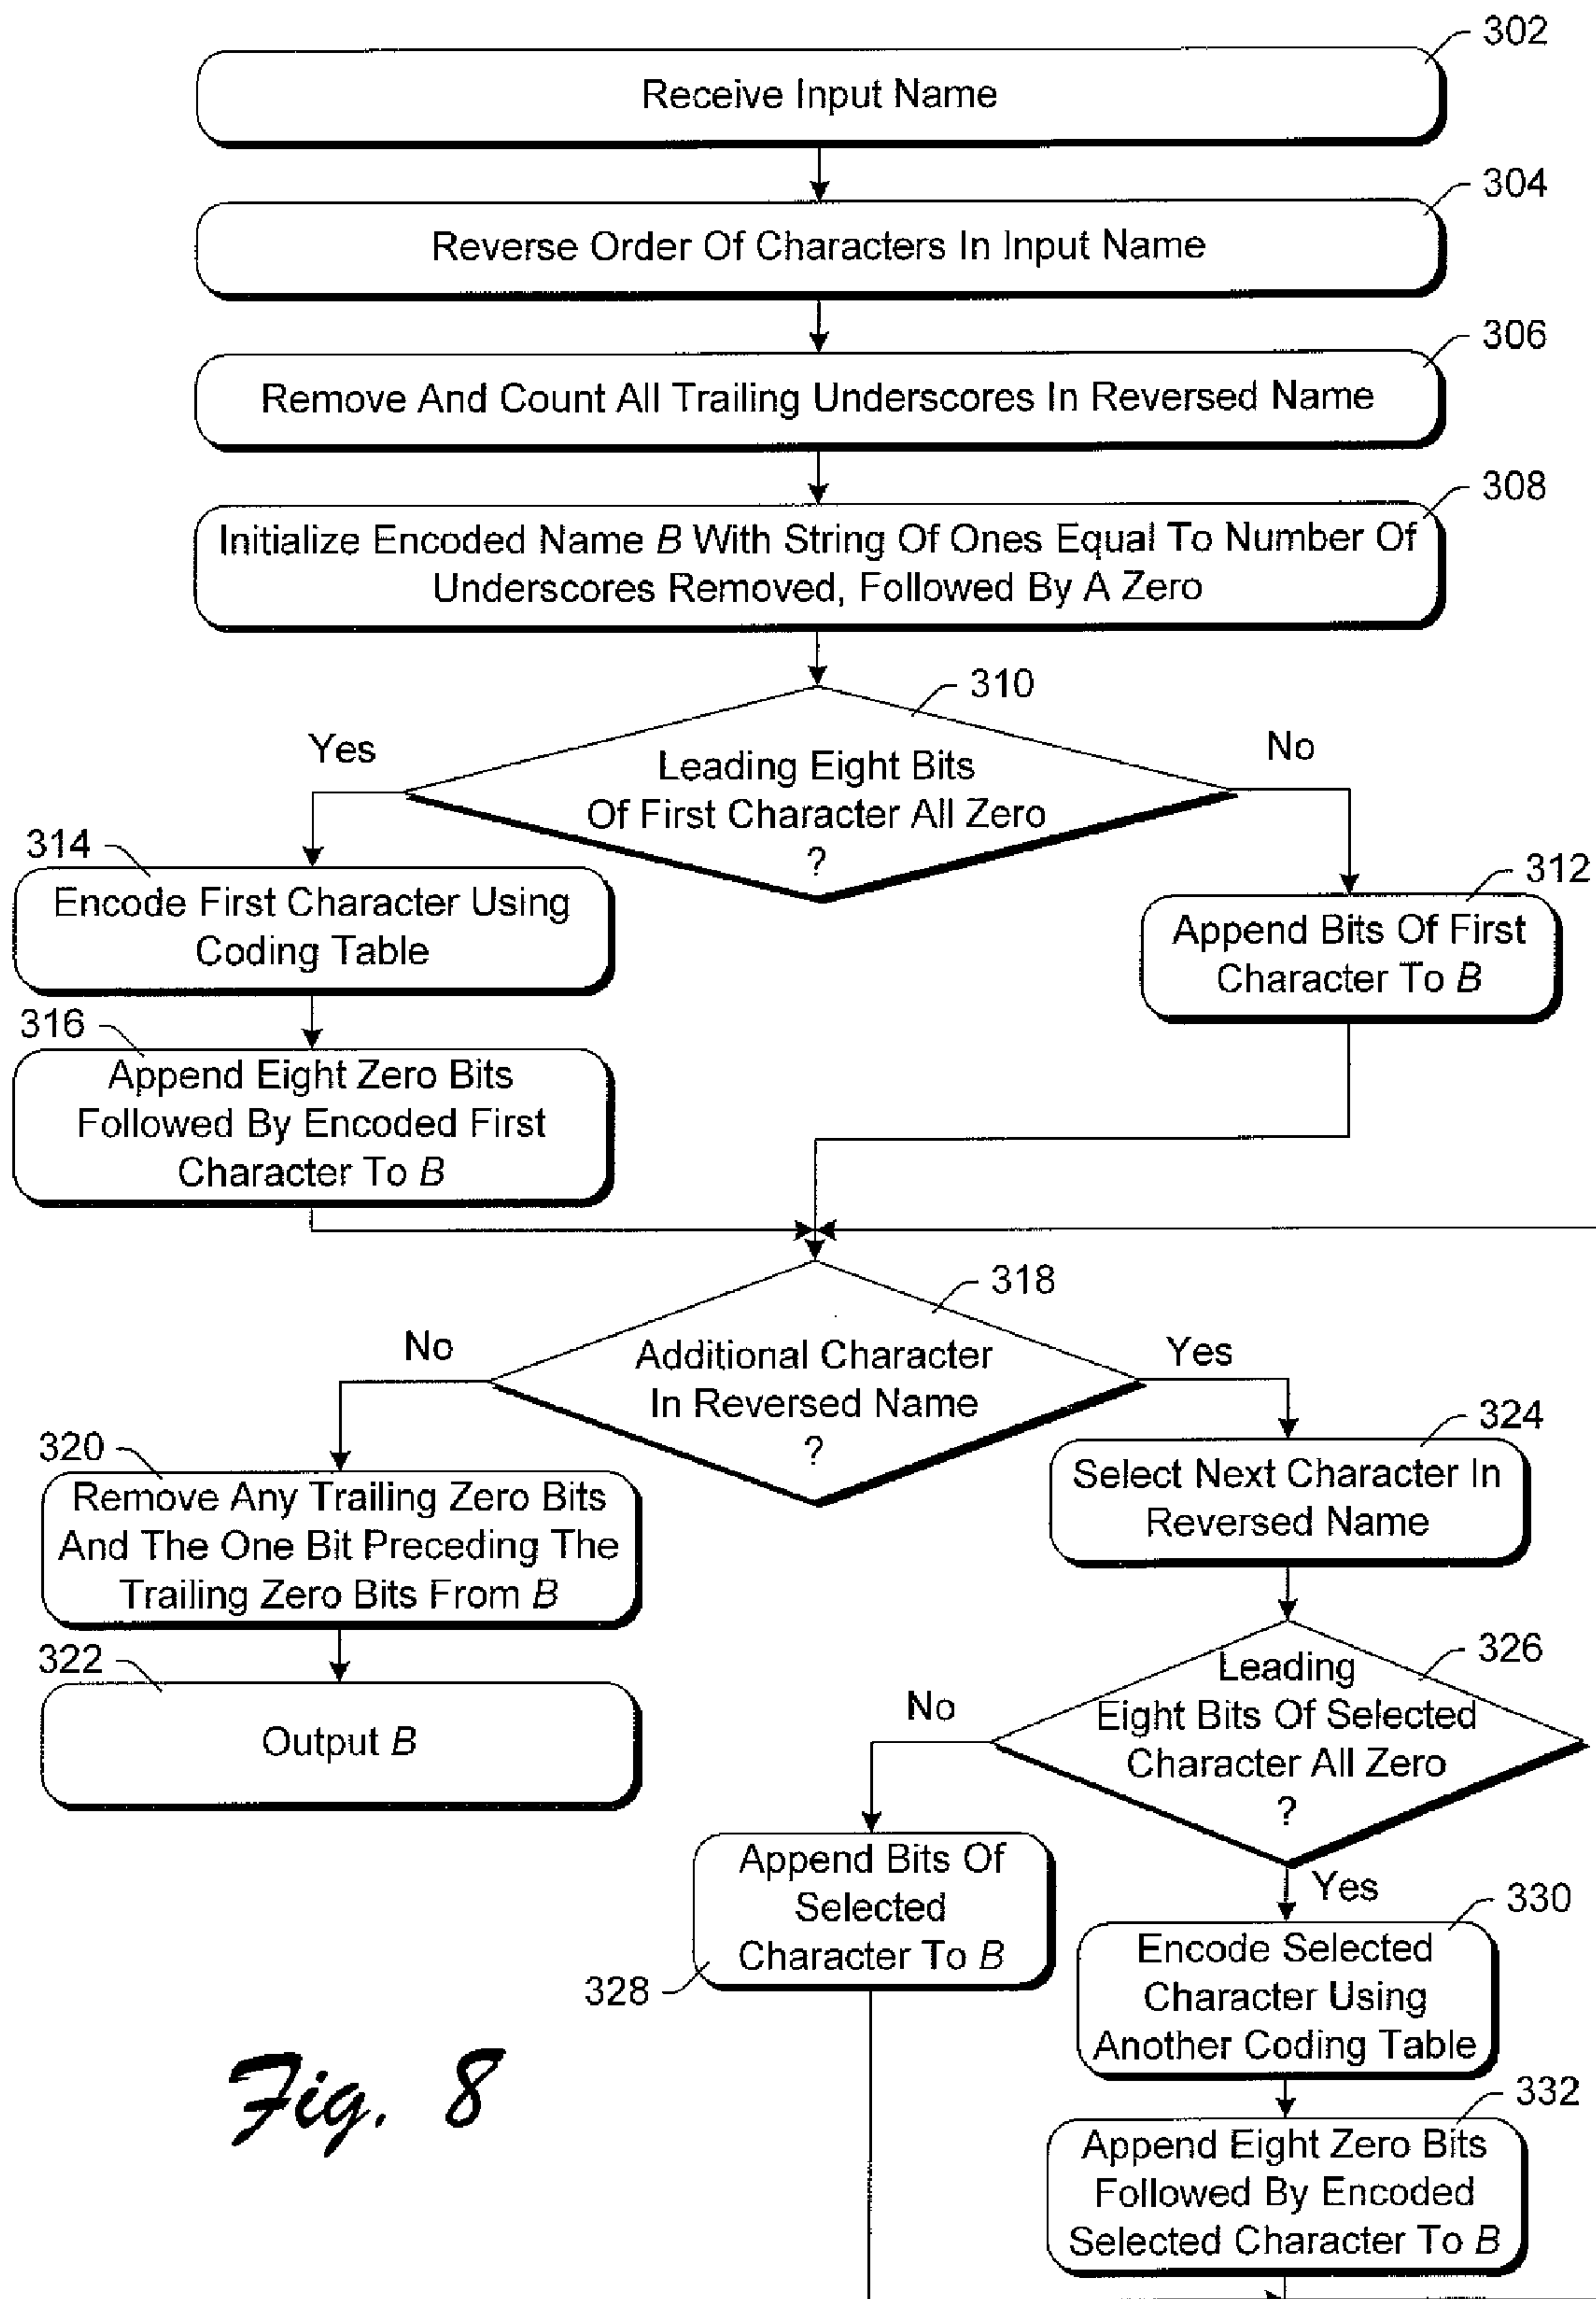 302
Receive Input Name
304
Reverse Order Of Characters In Input Name
306
Remove And Count All Trailing Underscores In Reversed Name
308
Initialize Encoded Name B With String Of Ones Equal To Number Of
Underscores Removed, Followed By A Zero
310
Yes
No
Leading Eight Bits
Of First Character All Zero
?
314
Encode First Character Using
Coding Table
312
Append Bits Of First
Character To B
316
Append Eight Zero Bits
Followed By Encoded First
Character To B
318
No
Yes
Additional Character
In Reversed Name
?
320
Remove Any Trailing Zero Bits
And The One Bit Preceding The
Trailing Zero Bits From B
324
Select Next Character In
Reversed Name
322
Output B
326
No
Leading
Eight Bits Of Selected
Character All Zero
?
Yes
Append Bits Of
Selected
Character To B
328
330
Encode Selected
Character Using
Another Coding Table
332
Append Eight Zero Bits
Followed By Encoded
Selected Character To B
Fig. 8